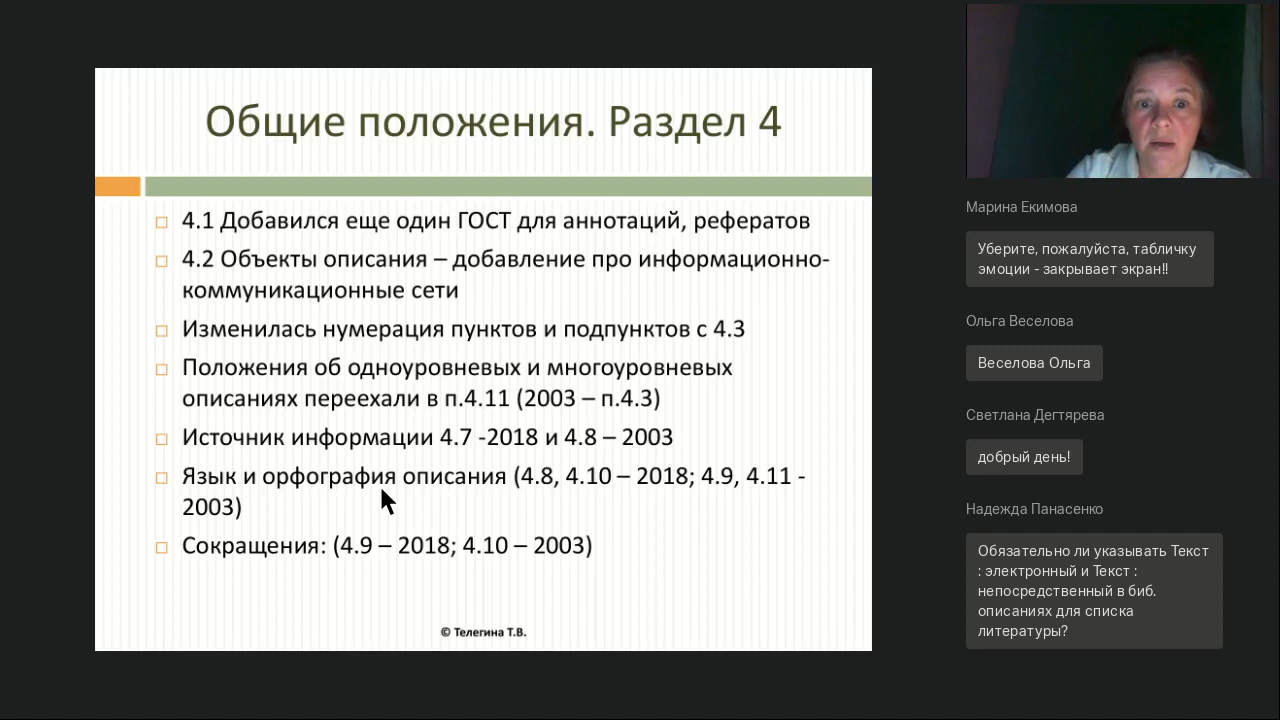 Общие положения. Раздел 4
4.1 Добавился еще один ГОСТ для аннотаций, рефератов
4.2 Объекты описания – добавление про информационно-
коммуникационные сети
Изменилась нумерация пунктов и подпунктов с 4.3
Положения об одноуровневых и многоуровневых
описаниях переехали в п.4.11 (2003 – п.4.3)
Источник информации 4.7 -2018 и 4.8 – 2003
Язык и орфография описания (4.8, 4.10 – 2018; 4.9, 4.11 -
2003)
Сокращения: (4.9 – 2018; 4.10 – 2003)
© Телегина Т.В.
Марина Екимова
Уберите, пожалуйста, табличку
эмоции - закрывает экран!!
Ольга Веселова
Веселова Ольга
Светлана Дегтярева
добрый день!
Надежда Панасенко
Обязательно ли указывать Текст
: электронный и Текст :
непосредственный в биб.
описаниях для списка
литературы?